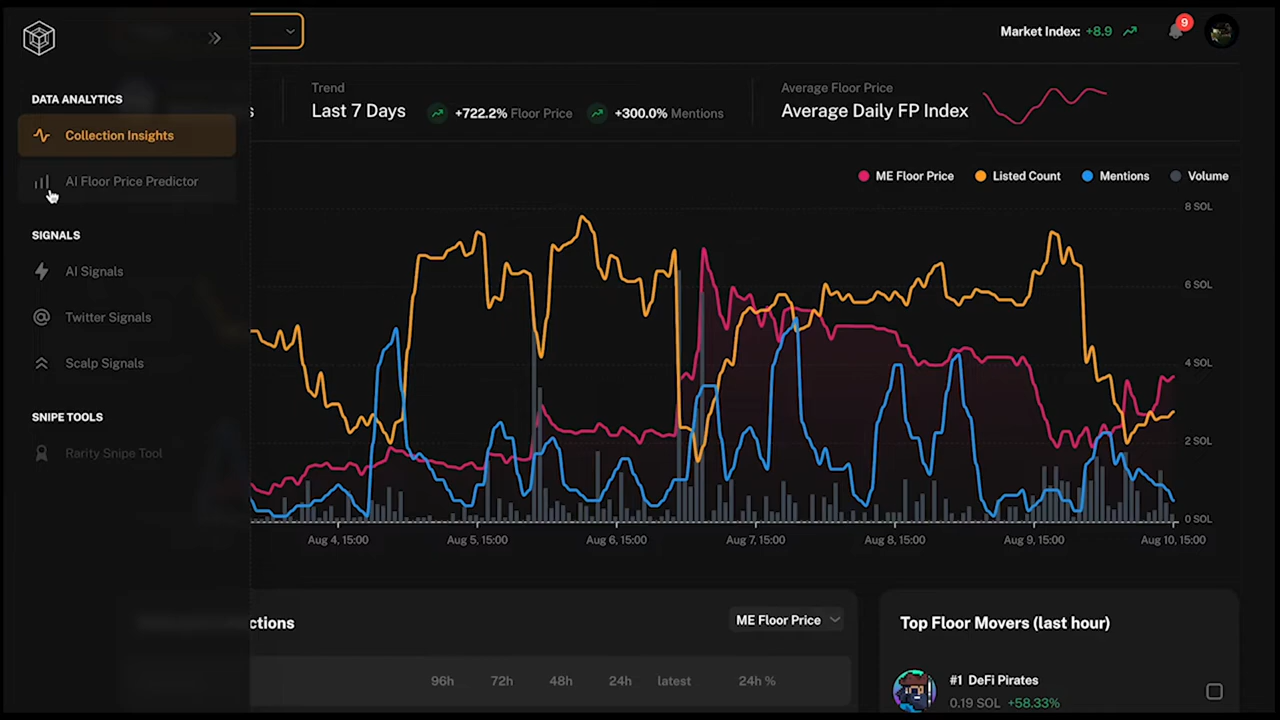 Market Index: +8.9
9
DATA ANALYTICS
Collection Insights
AI Floor Price Predictor
SIGNALS
AI Signals
Twitter Signals
Scalp Signals
SNIPE TOOLS
Rarity Snipe Tool
s
Trend
Last 7 Days
+722.2% Floor Price
+300.0% Mentions
Average Floor Price
Average Daily FP Index
ME Floor Price
Listed Count
Mentions
Volume
8 SOL
6 SOL
4 SOL
2 SOL
0 SOL
Aug 4, 15:00
Aug 5, 15:00
Aug 6, 15:00
Aug 7, 15:00
Aug 8, 15:00
Aug 9, 15:00
Aug 10, 15:00
ctions
ME Floor Price
96h 72h 48h 24h latest 24h %
Top Floor Movers (last hour)
#1 DeFi Pirates
0.19 SOL +58.33%